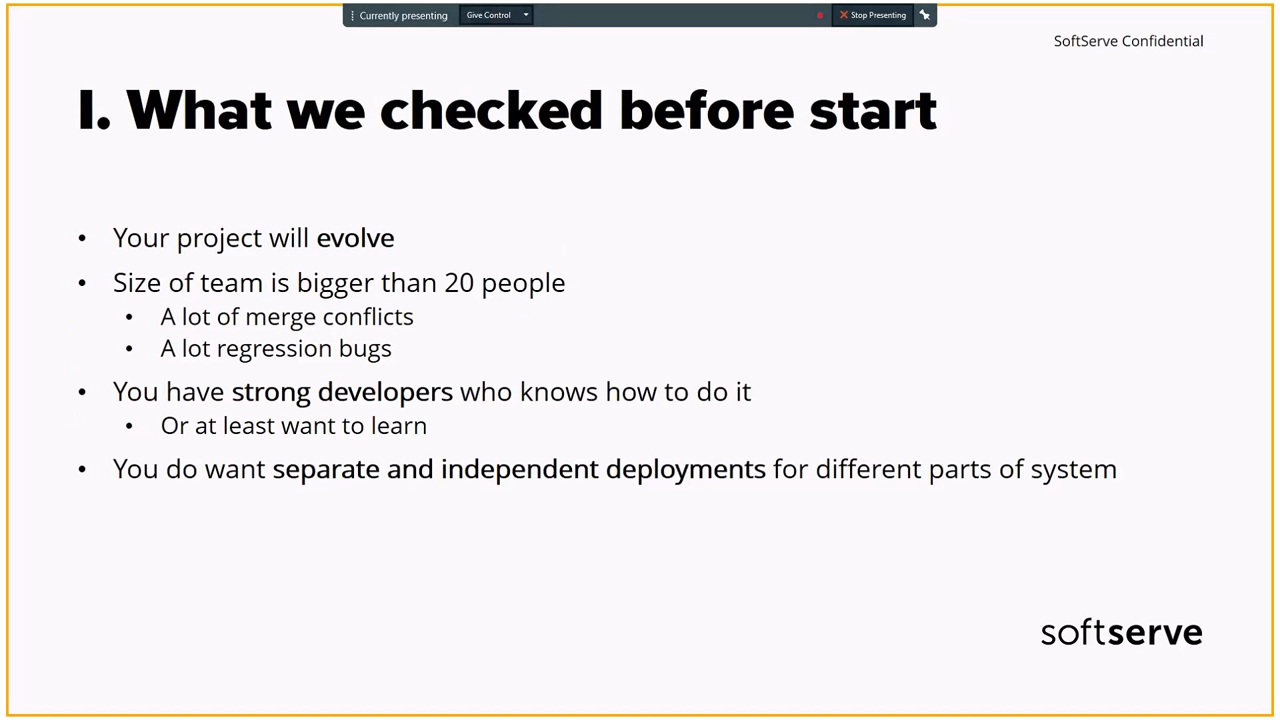 Currently presenting
Give Control
Stop Presenting
SoftServe Confidential
I. What we checked before start
• Your project will evolve
• Size of team is bigger than 20 people
• A lot of merge conflicts
• A lot regression bugs
• You have strong developers who knows how to do it
• Or at least want to learn
• You do want separate and independent deployments for different parts of system
softserve